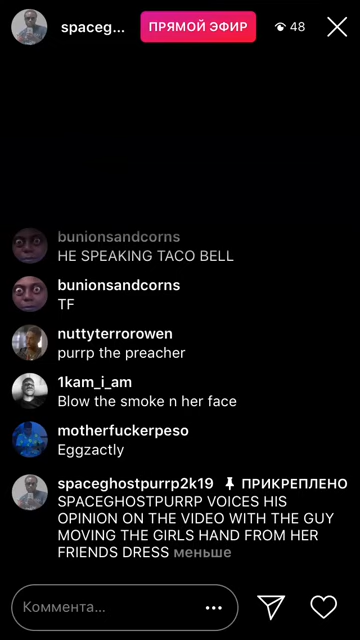 spaceg...
ПРЯМОЙ ЭФИР
48
bunionsandcorns
HE SPEAKING TACO BELL
bunionsandcorns
TF
nuttyterrorowen
purrp the preacher
1kam_i_am
Blow the smoke n her face
motherfuckerpeso
Eggzactly
spaceghostpurrp2k19 ПРИКРЕПЛЕНО
SPACEGHOSTPURRP VOICES HIS
OPINION ON THE VIDEO WITH THE GUY
MOVING THE GIRLS HAND FROM HER
FRIENDS DRESS меньше
Коммента...